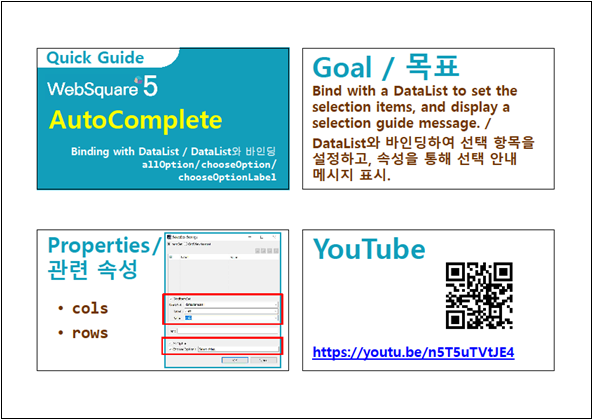 Quick Guide
WebSquare 5
AutoComplete
Binding with DataList / DataList와 바인딩
allOption/chooseOption/
chooseOptionLabel
Goal / 목표
Bind with a DataList to set the
selection items, and display a
selection guide message. /
DataList와 바인딩하여 선택 항목을
설정하고, 속성을 통해 선택 안내
메시지 표시.
Properties/
관련 속성
• cols
• rows
YouTube
https://youtu.be/n5T5uTVtJE4